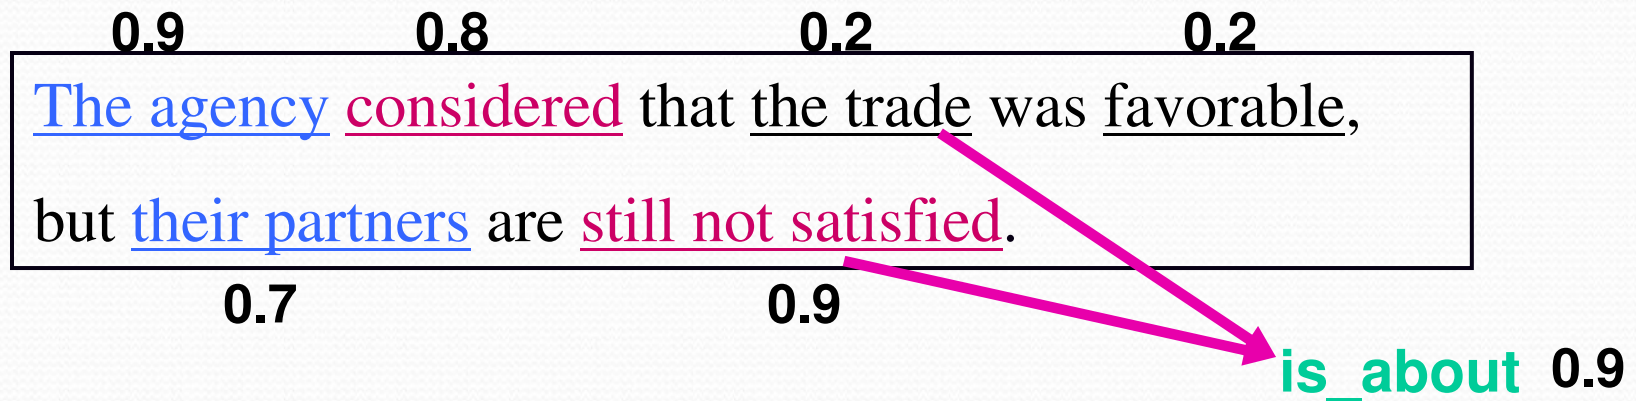 0.9 0.8 0.2 0.2
The agency considered that the trade was favorable,
but their partners are still not satisfied.
0.7 0.9
is_about 0.9